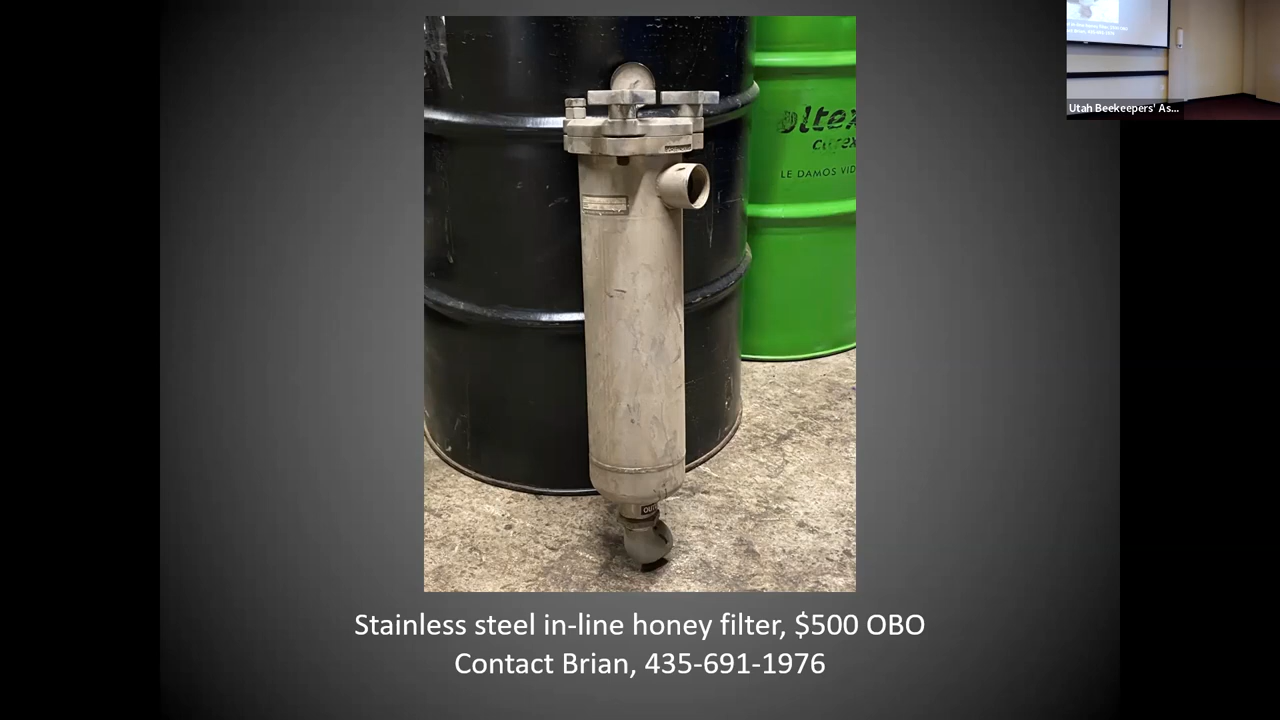 Utah Beekeepers' As...
LE DAMOS VID
Stainless steel in-line honey filter, $500 OBO
Contact Brian, 435-691-1976